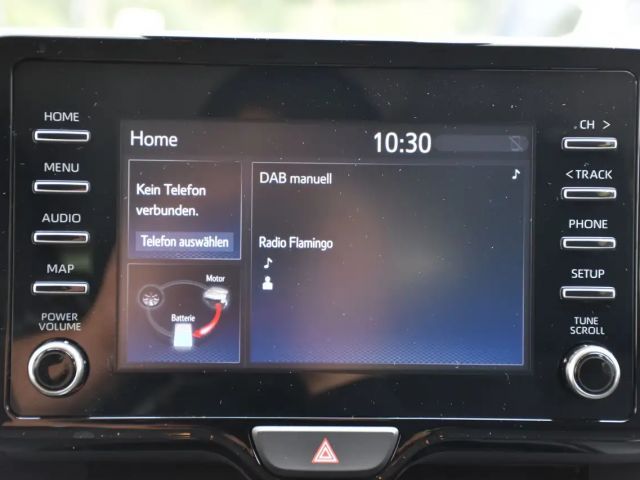 HOME
MENU
AUDIO
MAP
POWER
VOLUME
Home
10:30
Kein Telefon
verbunden.
Telefon auswählen
Motor
Batterie
DAB manuell
Radio Flamingo
CH >
< TRACK
PHONE
SETUP
TUNE
SCROLL